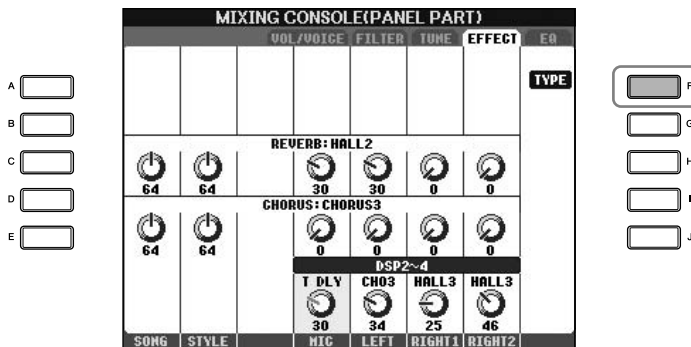 MIXING CONSOLE(PANEL PART)
VOL/VOICE FILTER TUNE EFFECT EQ
TYPE
A
B
C
D
E
F
G
H
I
J
REVERB:HALL2
64 64 30 30 0 0
CHORUS:CHORUS3
64 64 0 0 0 0
DSP2~4
T DLY CHO3 HALL3 HALL3
30 34 25 46
SONG STYLE MIC LEFT RIGHT1 RIGHT2